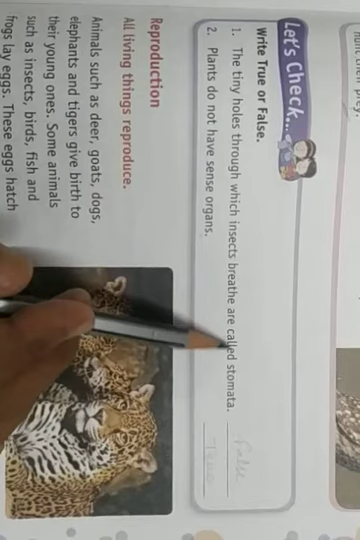 hunt their prey.
Let's Check...
Write True or False.
1. The tiny holes through which insects breathe are called stomata. False
2. Plants do not have sense organs. True
Reproduction
All living things reproduce.
Animals such as deer, goats, dogs,
elephants and tigers give birth to
their young ones. Some animals
such as insects, birds, fish and
frogs lay eggs. These eggs hatch